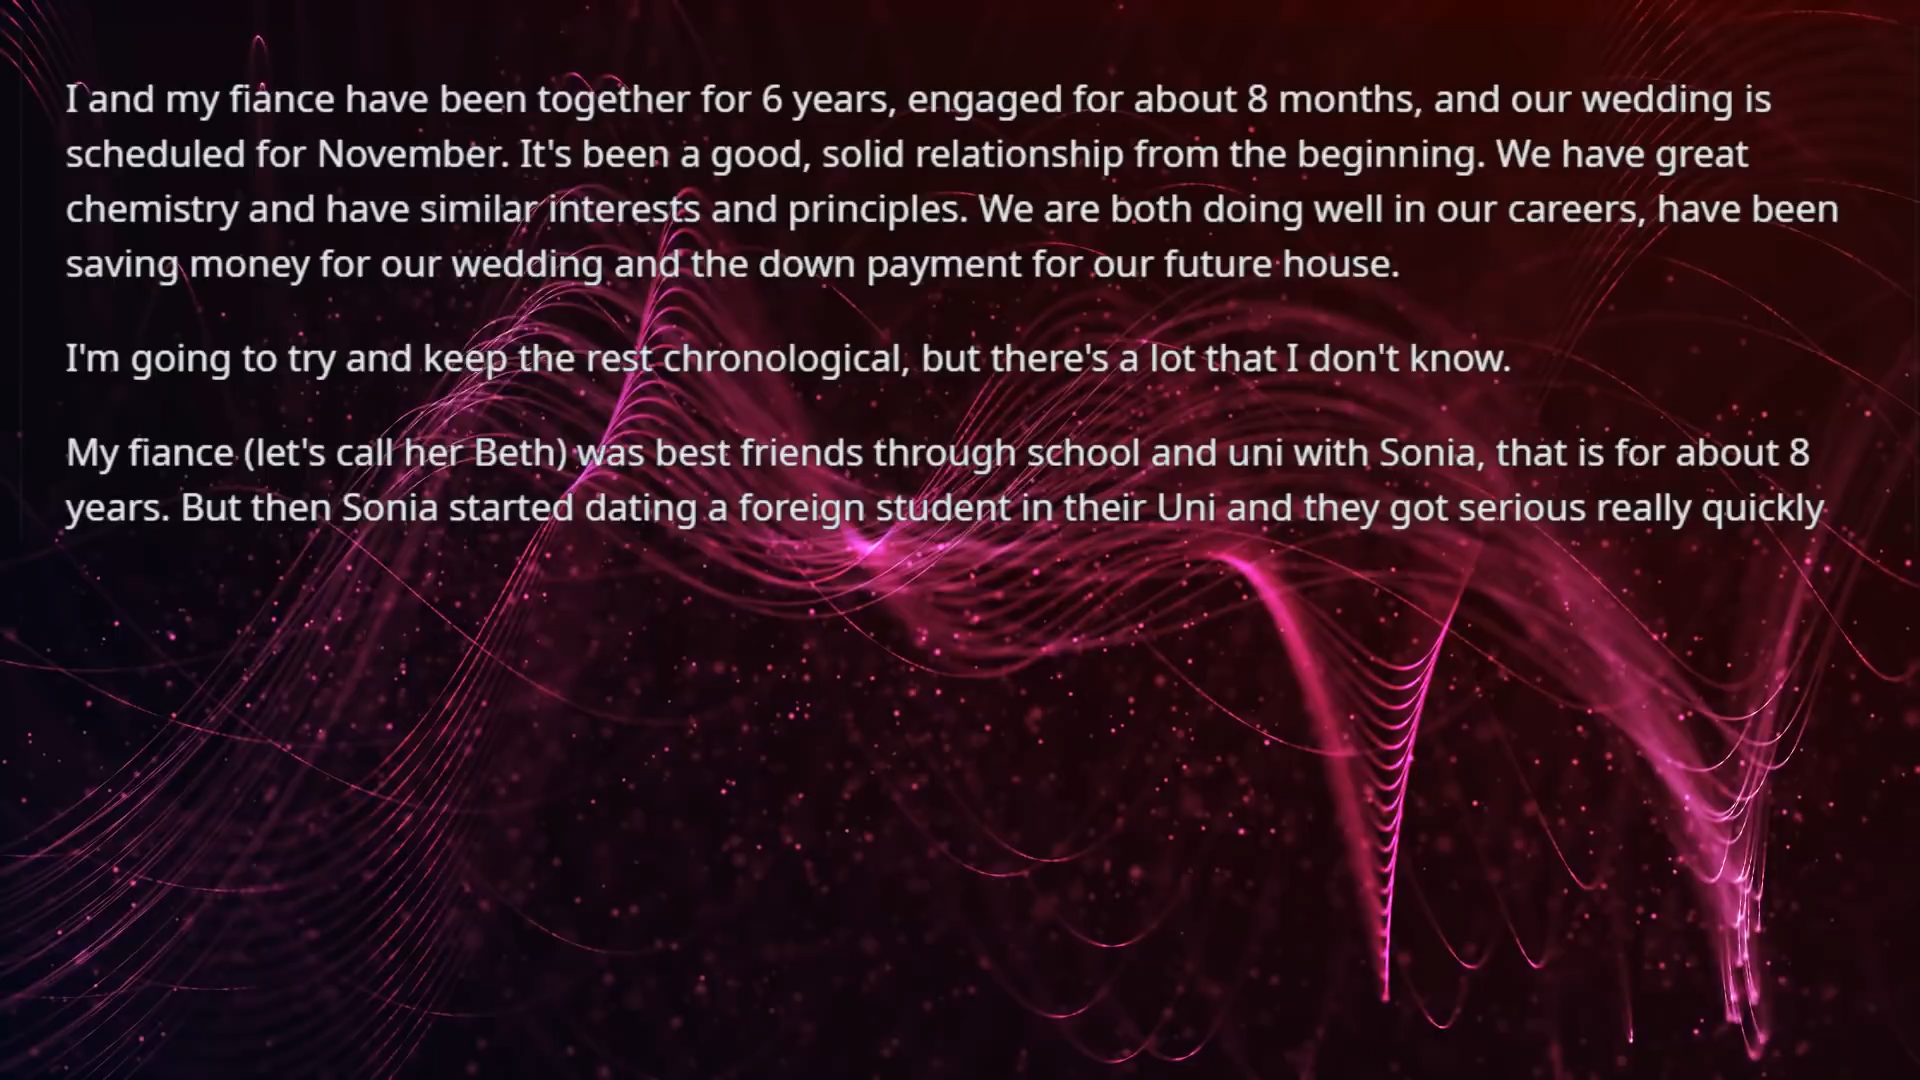 I and my fiance have been together for 6 years, engaged for about 8 months, and our wedding is
scheduled for November. It's been a good, solid relationship from the beginning. We have great
chemistry and have similar interests and principles. We are both doing well in our careers, have been
saving money for our wedding and the down payment for our future house.
I'm going to try and keep the rest chronological, but there's a lot that I don't know.
My fiance (let's call her Beth) was best friends through school and uni with Sonia, that is for about 8
years. But then Sonia started dating a foreign student in their Uni and they got serious really quickly